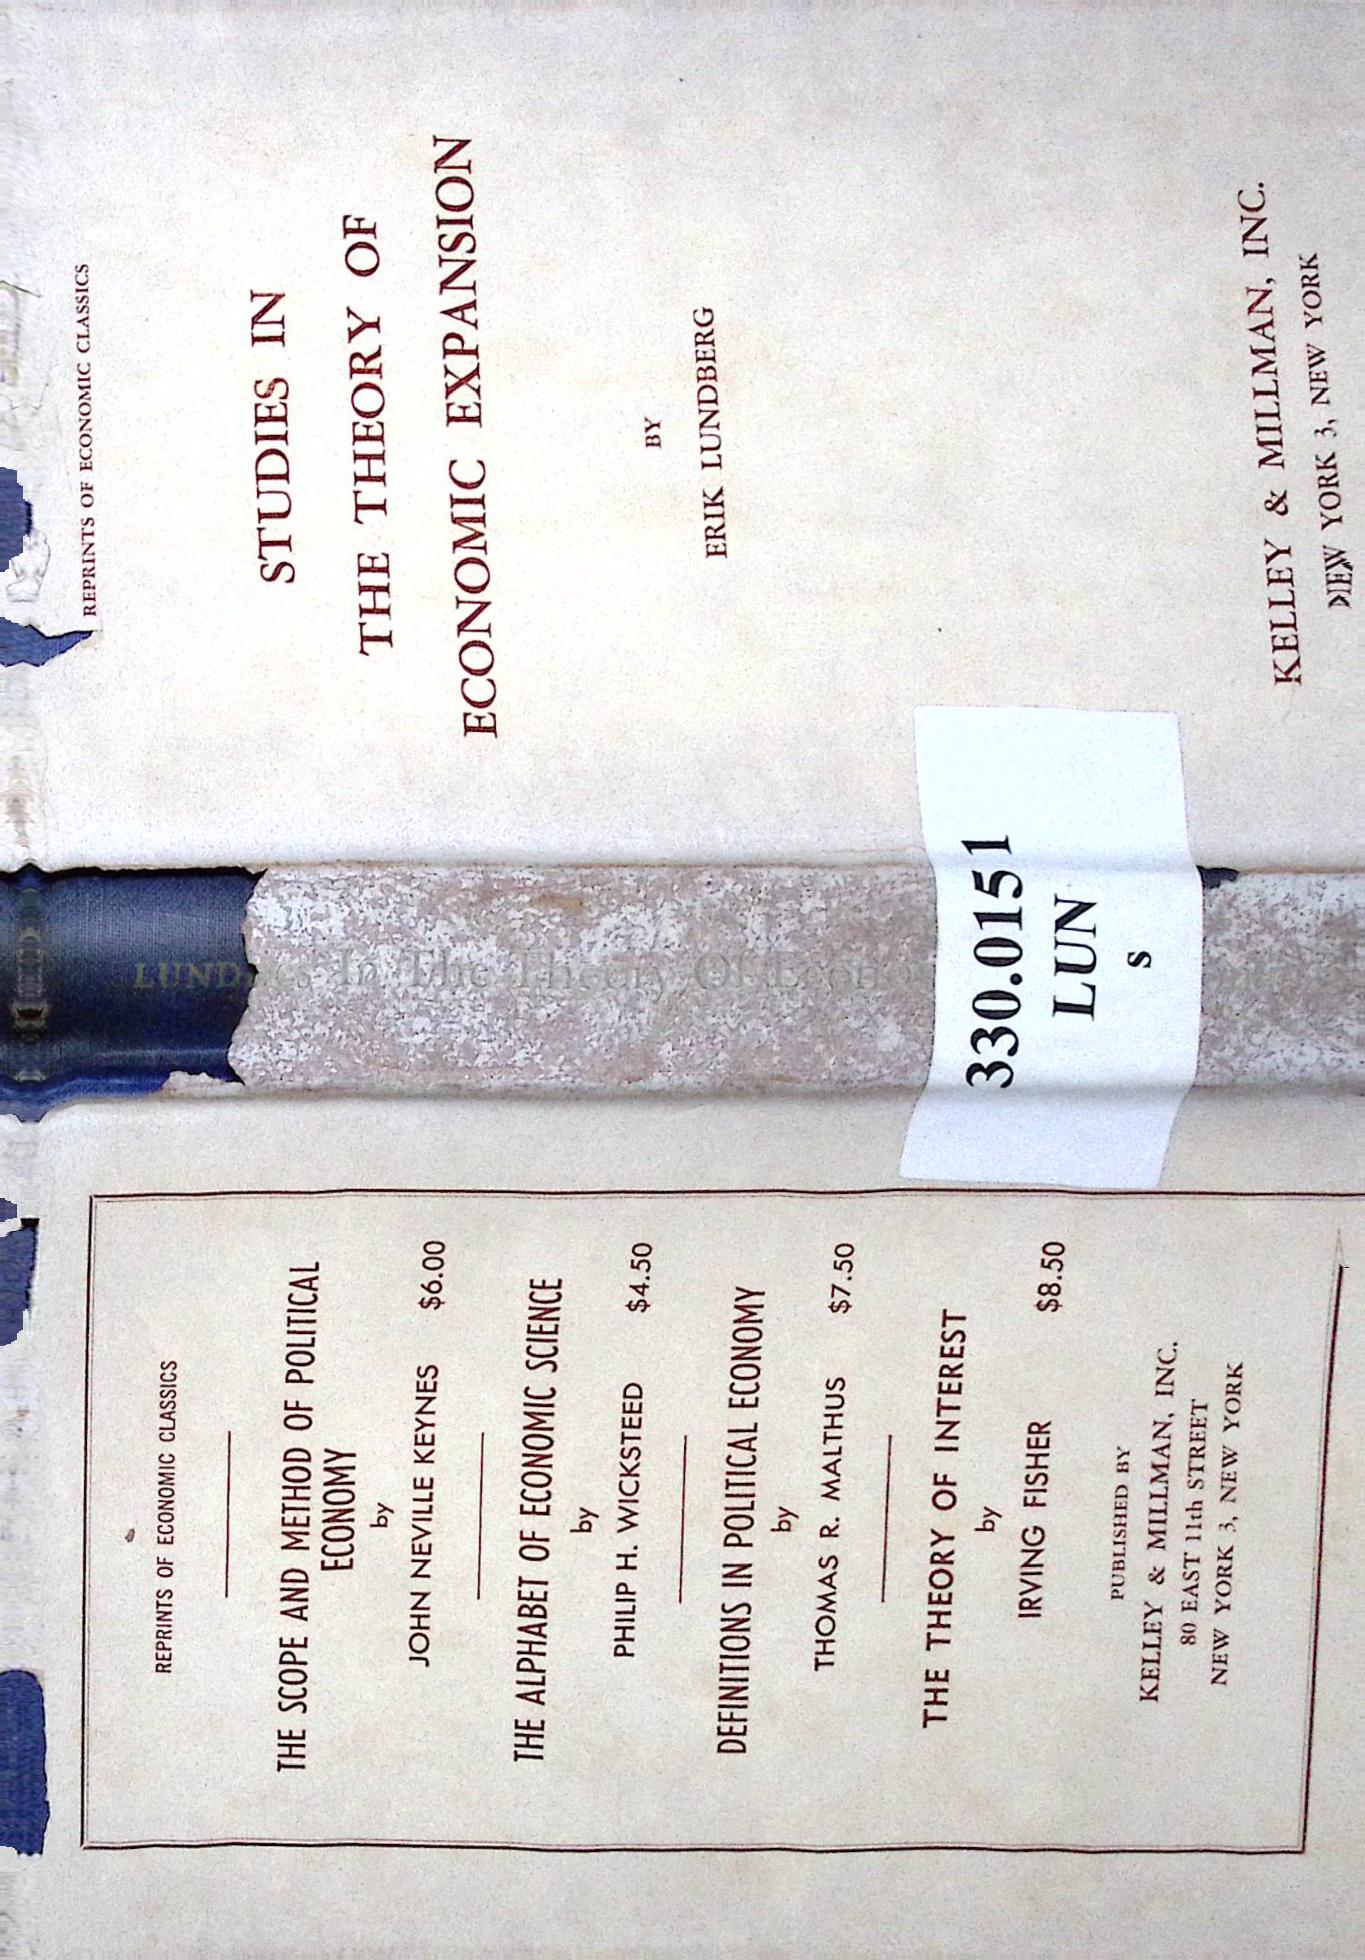 REPRINTS OF ECONOMIC CLASSICS
STUDIES IN
THE THEORY OF
ECONOMIC EXPANSION
BY
ERIK LUNDBERG
KELLEY & MILLMAN, INC.
NEW YORK 3, NEW YORK
In The Theory Of
330.0151
LUN
s
REPRINTS OF ECONOMIC CLASSICS
THE SCOPE AND METHOD OF POLITICAL
ECONOMY
by
JOHN NEVILLE KEYNES $6.00
THE ALPHABET OF ECONOMIC SCIENCE
by
PHILIP H. WICKSTEED $4.50
DEFINITIONS IN POLITICAL ECONOMY
by
THOMAS R. MALTHUS $7.50
THE THEORY OF INTEREST
by
IRVING FISHER $8.50
PUBLISHED BY
KELLEY & MILLMAN, INC.
80 EAST 11th STREET
NEW YORK 3, NEW YORK